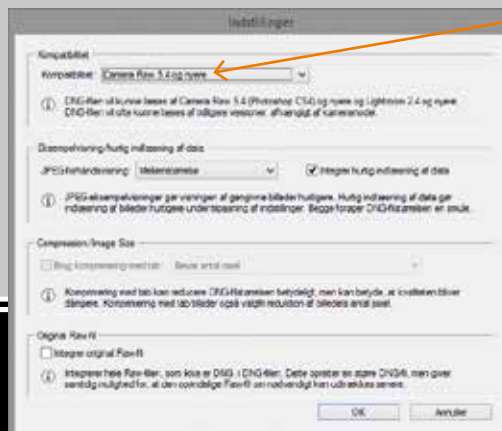 Indstillinger
Kompatibilitet
Kompatibilitet: Camera Raw 5.4 og nyere
DNG-filen vil kunne læses af Camera Raw 5.4 (Photoshop CS4) og nyere og Lightroom 2.4 og nyere.
DNG-filen vil ofte kunne læses af tidligere versioner, afhængigt af kameramodel.
Eksempelvisning/hurtig indlæsning af data
JPEG-forhåndsvisning: Mellemstørrelse
Integrer hurtig indlæsning af data
JPEG-eksempelvisninger gør visningen af gengivne billeder hurtigere. Hurtig indlæsning af data gør
indlæsning af billeder hurtigere under tilpasning af indstillinger. Begge forøger DNG-filstørrelsen en smule.
Compression/Image Size
Brug komprimering med tab: Bevar antal pixel
Komprimering med tab kan reducere DNG-filstørrelsen betydeligt, men kan betyde, at kvaliteten bliver
dårligere. Komprimering med tab tillader også valgfri reduktion af billedets antal pixel.
Original Raw-fil
Integrer original Raw-fil
Integrerer hele Raw-filer, som ikke er DNG, i DNG-filer. Dette opretter en større DNG-fil, men giver
samtidig mulighed for, at den oprindelige Raw-fil om nødvendigt kan udtrækkes senere.
OK
Annuller